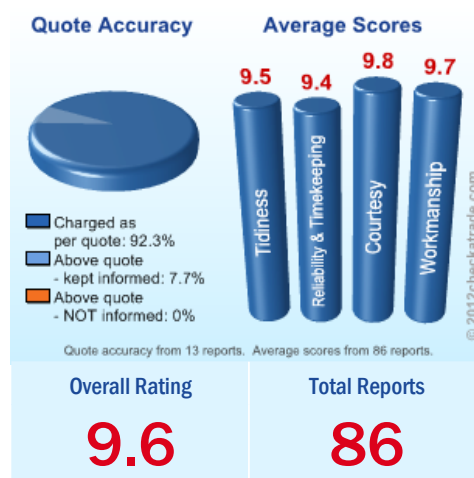 Quote Accuracy
Average Scores
9.5
9.4
9.8
9.7
Tidiness
Reliability & Timekeeping
Courtesy
Workmanship
Charged as
per quote: 92.3%
Above quote
- kept informed: 7.7%
Above quote
- NOT informed: 0%
© 2012checkatrade.com
Quote accuracy from 13 reports. Average scores from 86 reports.
Overall Rating
Total Reports
9.6
86